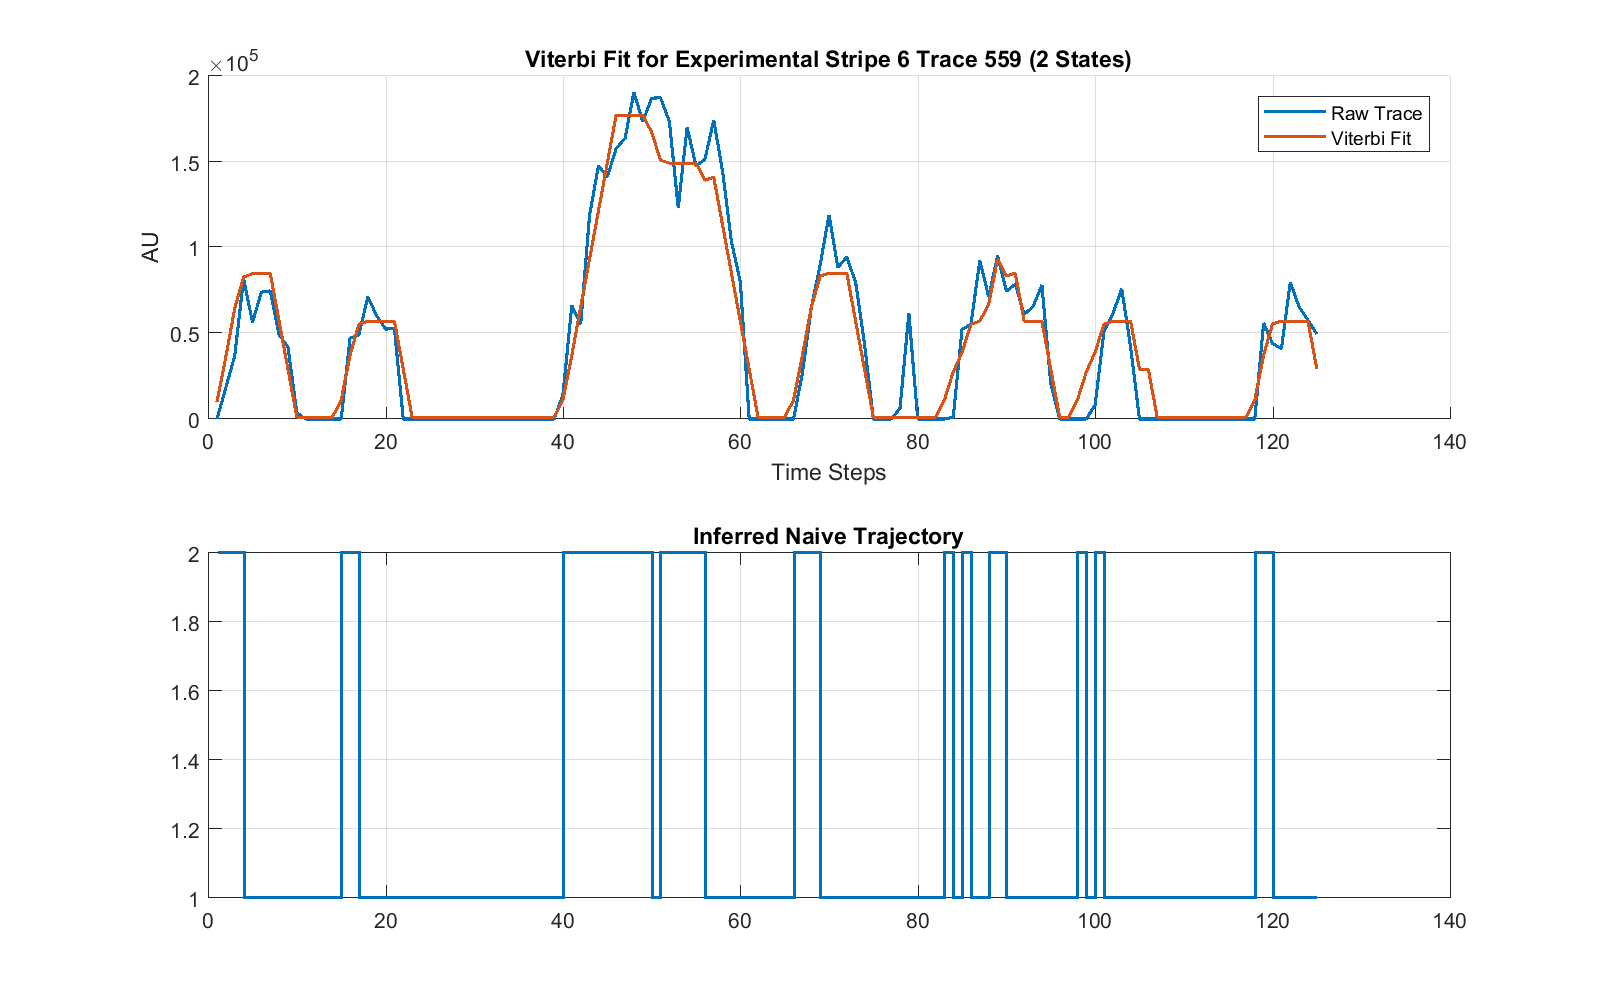 Viterbi Fit for Experimental Stripe 6 Trace 559 (2 States)
×10⁵
2
1.5
1
0.5
0
AU
Raw Trace
Viterbi Fit
0 20 40 60 80 100 120 140
Time Steps
Inferred Naive Trajectory
2
1.8
1.6
1.4
1.2
1
0 20 40 60 80 100 120 140